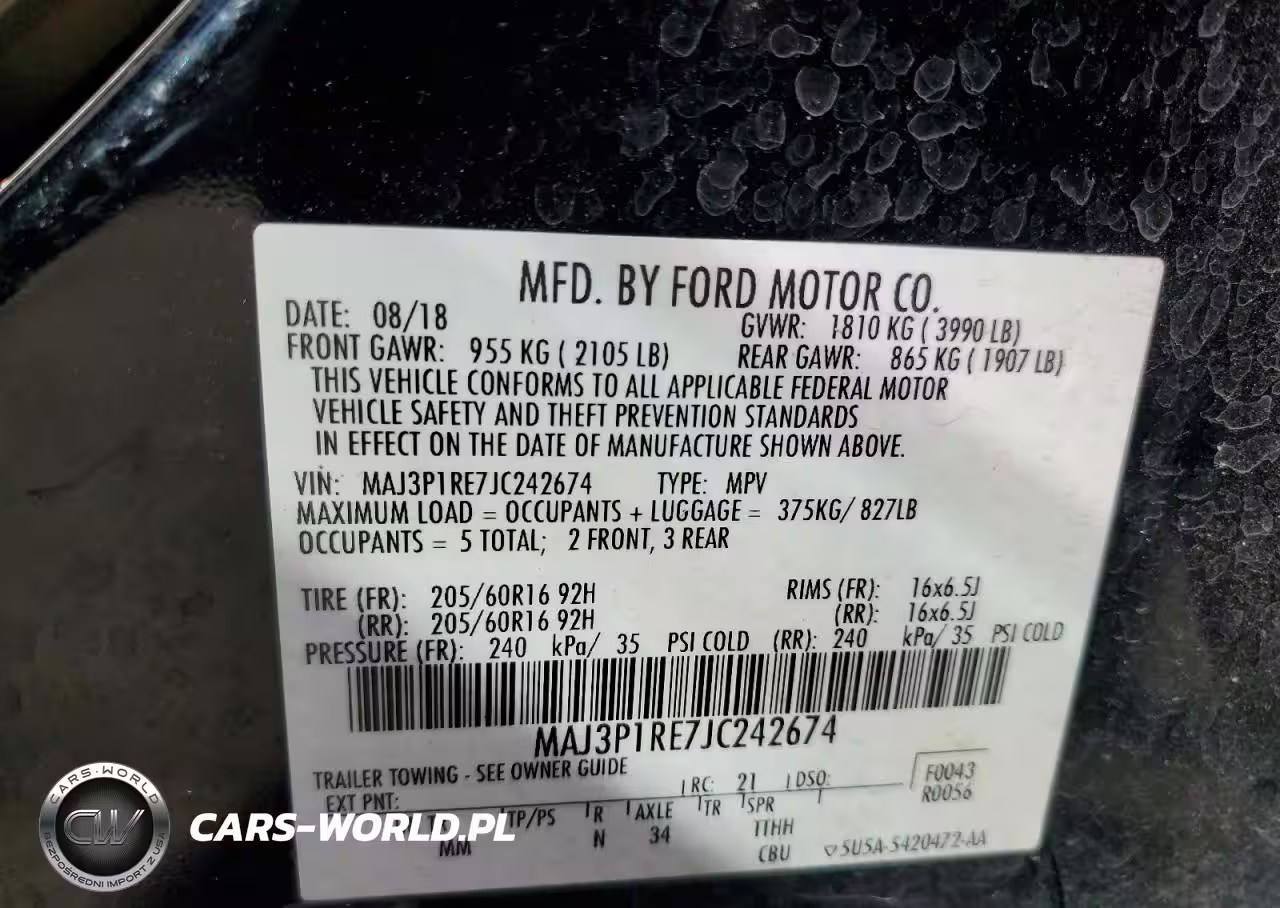 MFD. BY FORD MOTOR CO.
DATE: 08/18 GVWR: 1810 KG ( 3990 LB)
FRONT GAWR: 955 KG ( 2105 LB) REAR GAWR: 865 KG ( 1907 LB)
THIS VEHICLE CONFORMS TO ALL APPLICABLE FEDERAL MOTOR
VEHICLE SAFETY AND THEFT PREVENTION STANDARDS
IN EFFECT ON THE DATE OF MANUFACTURE SHOWN ABOVE.
VIN: MAJ3P1RE7JC242674 TYPE: MPV
MAXIMUM LOAD = OCCUPANTS + LUGGAGE = 375KG/ 827LB
OCCUPANTS = 5 TOTAL; 2 FRONT, 3 REAR
TIRE (FR): 205/60R16 92H RIMS (FR): 16x6.5J
(RR): 205/60R16 92H (RR): 16x6.5J
PRESSURE (FR): 240 kPa/ 35 PSI COLD (RR): 240 kPa/ 35 PSI COLD
MAJ3P1RE7JC242674
TRAILER TOWING - SEE OWNER GUIDE
EXT PNT: RC: 21 DSO: F0043
R0056
TP/PS R AXLE TR SPR
MM N 34 TTHH
CBU 5U5A-5420472-AA
CARS-WORLD
CW
BEZPOŚREDNI IMPORT Z USA
CARS-WORLD.PL